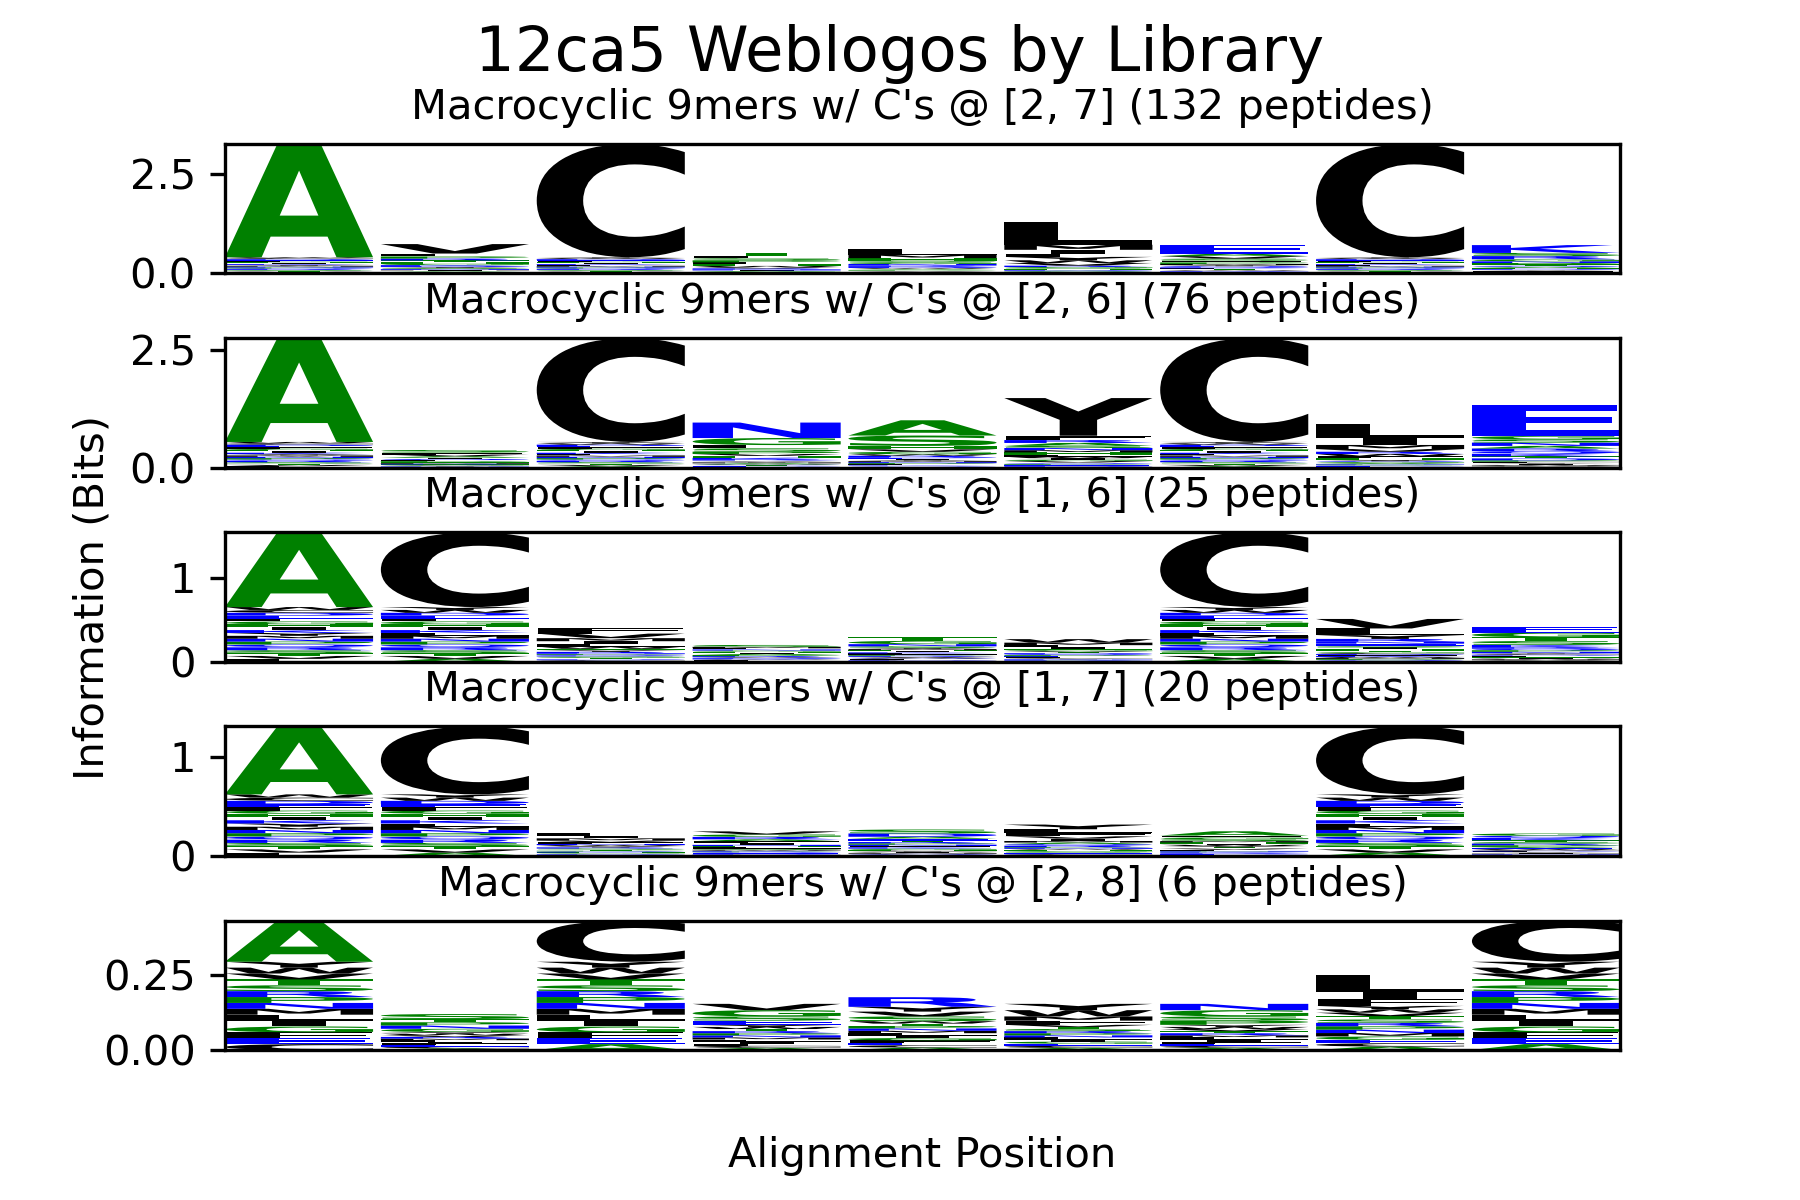 12ca5 Weblogos by Library
Macrocyclic 9mers w/ C's @ [2, 7] (132 peptides)
2.5
0.0
A C C
Macrocyclic 9mers w/ C's @ [2, 6] (76 peptides)
2.5
0.0
A C N A Y C E
Macrocyclic 9mers w/ C's @ [1, 6] (25 peptides)
1
0
A C C
Macrocyclic 9mers w/ C's @ [1, 7] (20 peptides)
1
0
A C C
Macrocyclic 9mers w/ C's @ [2, 8] (6 peptides)
0.25
0.00
A C C
Information (Bits)
Alignment Position